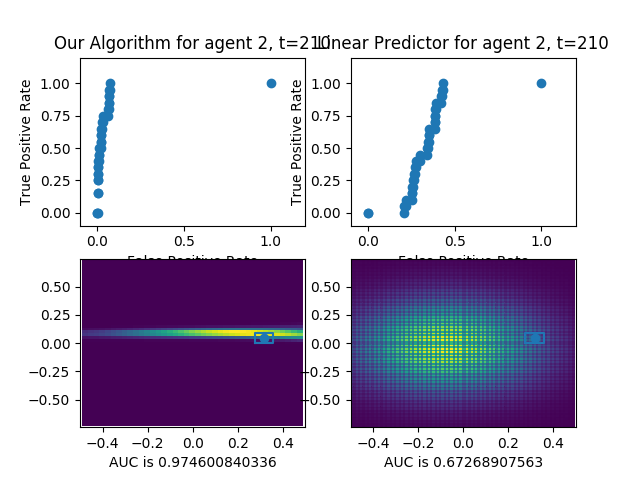 Our Algorithm for agent 2, t=210
Linear Predictor for agent 2, t=210
True Positive Rate
1.00
0.75
0.50
0.25
0.00
0.0 0.5 1.0
False Positive Rate
True Positive Rate
1.00
0.75
0.50
0.25
0.00
0.0 0.5 1.0
False Positive Rate
0.50
0.25
0.00
−0.25
−0.50
−0.4 −0.2 0.0 0.2 0.4
AUC is 0.974600840336
0.50
0.25
0.00
−0.25
−0.50
−0.4 −0.2 0.0 0.2 0.4
AUC is 0.67268907563